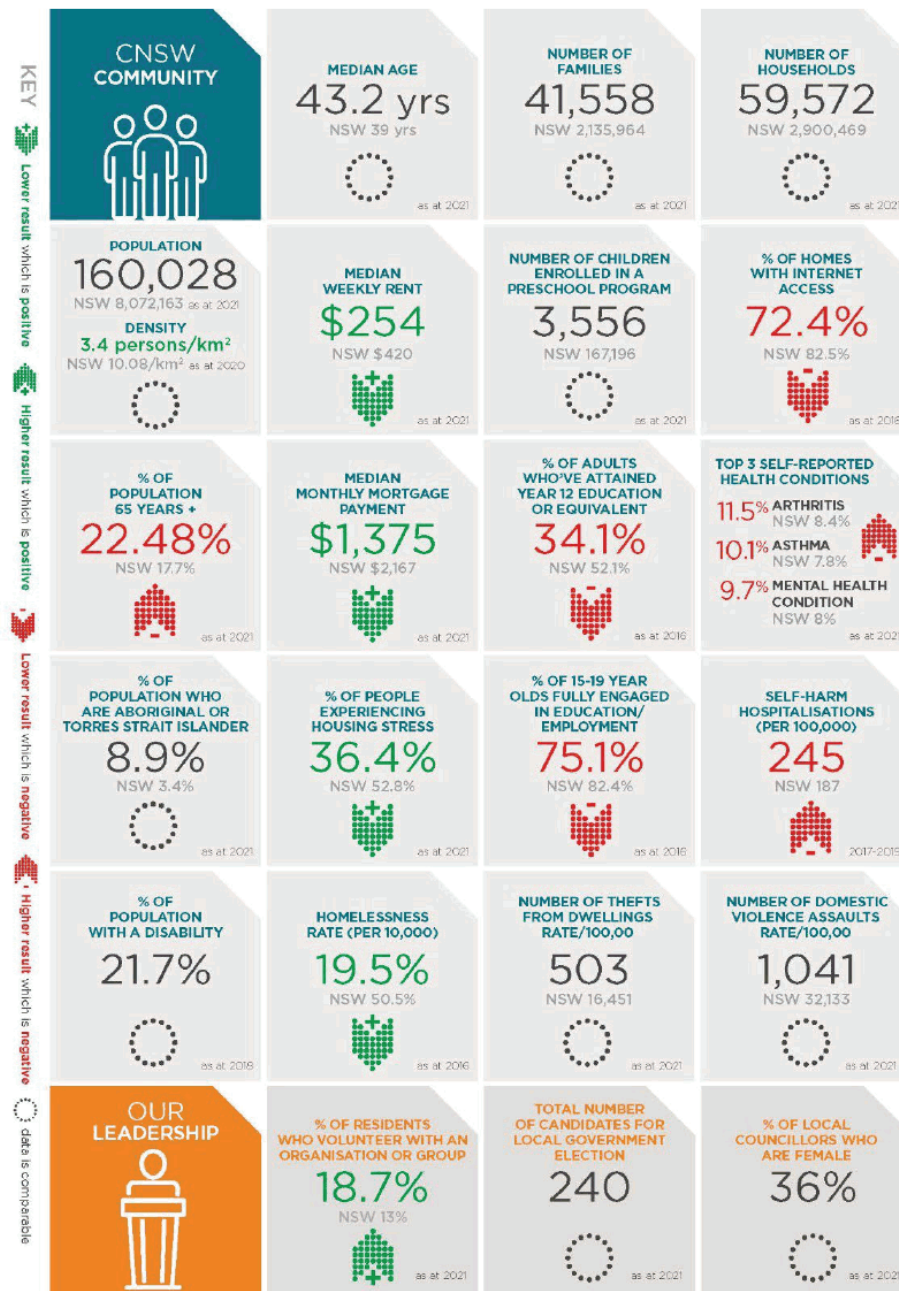 KEY
Lower result which is positive
Higher result which is positive
Lower result which is negative
Higher result which is negative
data is comparable
CNSW
COMMUNITY
MEDIAN AGE
43.2 yrs
NSW 39 yrs
as at 2021
NUMBER OF
FAMILIES
41,558
NSW 2,135,964
as at 2021
NUMBER OF
HOUSEHOLDS
59,572
NSW 2,900,469
as at 2021
POPULATION
160,028
NSW 8,072,163 as at 2021
DENSITY
3.4 persons/km²
NSW 10.08/km² as at 2020
MEDIAN
WEEKLY RENT
$254
NSW $420
as at 2021
NUMBER OF CHILDREN
ENROLLED IN A
PRESCHOOL PROGRAM
3,556
NSW 167,196
as at 2021
% OF HOMES
WITH INTERNET
ACCESS
72.4%
NSW 82.5%
as at 2016
% OF
POPULATION
65 YEARS +
22.48%
NSW 17.7%
as at 2021
MEDIAN
MONTHLY MORTGAGE
PAYMENT
$1,375
NSW $2,167
as at 2021
% OF ADULTS
WHO'VE ATTAINED
YEAR 12 EDUCATION
OR EQUIVALENT
34.1%
NSW 52.1%
as at 2016
TOP 3 SELF-REPORTED
HEALTH CONDITIONS
11.5% ARTHRITIS
NSW 8.4%
10.1% ASTHMA
NSW 7.8%
9.7% MENTAL HEALTH
CONDITION
NSW 8%
as at 2021
% OF
POPULATION WHO
ARE ABORIGINAL OR
TORRES STRAIT ISLANDER
8.9%
NSW 3.4%
as at 2021
% OF PEOPLE
EXPERIENCING
HOUSING STRESS
36.4%
NSW 52.8%
as at 2021
% OF 15-19 YEAR
OLDS FULLY ENGAGED
IN EDUCATION/
EMPLOYMENT
75.1%
NSW 82.4%
as at 2016
SELF-HARM
HOSPITALISATIONS
(PER 100,000)
245
NSW 187
2017-2019
% OF
POPULATION
WITH A DISABILITY
21.7%
as at 2018
HOMELESSNESS
RATE (PER 10,000)
19.5%
NSW 50.5%
as at 2016
NUMBER OF THEFTS
FROM DWELLINGS
RATE/100,00
503
NSW 16,451
as at 2021
NUMBER OF DOMESTIC
VIOLENCE ASSAULTS
RATE/100,00
1,041
NSW 32,133
as at 2021
OUR
LEADERSHIP
% OF RESIDENTS
WHO VOLUNTEER WITH AN
ORGANISATION OR GROUP
18.7%
NSW 13%
as at 2021
TOTAL NUMBER
OF CANDIDATES FOR
LOCAL GOVERNMENT
ELECTION
240
as at 2021
% OF LOCAL
COUNCILLORS WHO
ARE FEMALE
36%
as at 2021